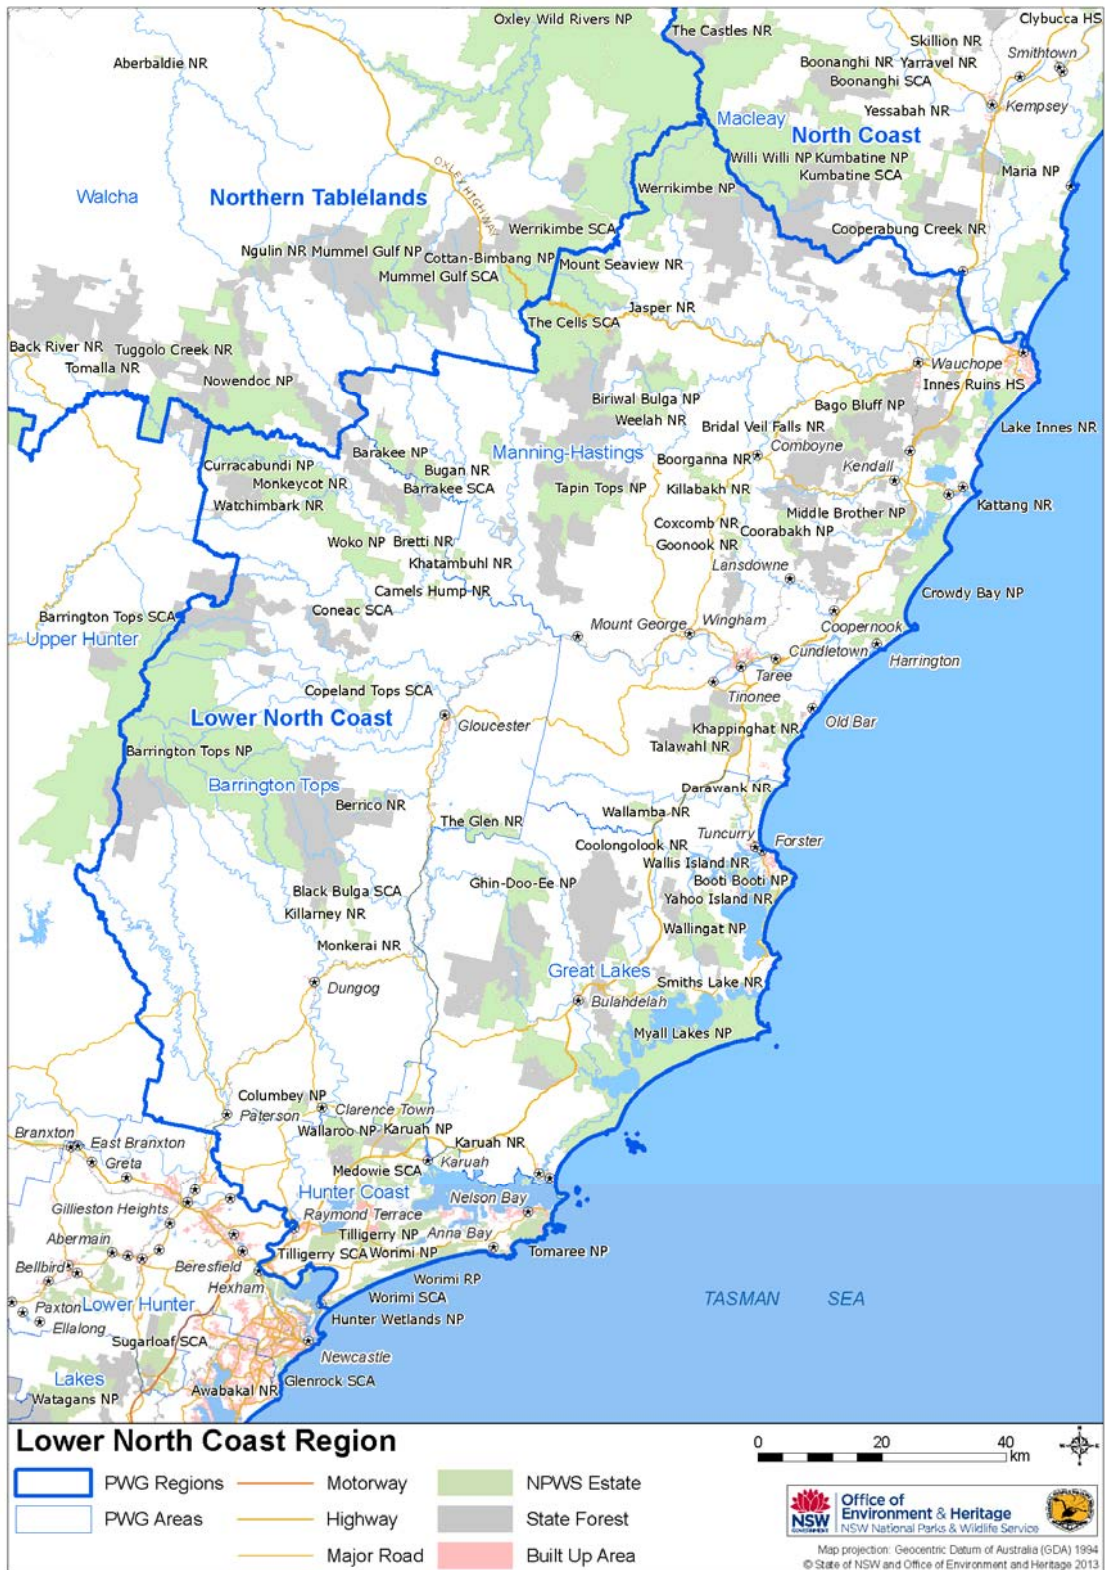 Oxley Wild Rivers NP
Clybucca HS
The Castles NR
Skillion NR
Smithtown
Aberbaldie NR
Boonanghi NR
Yarravel NR
Boonanghi SCA
Yessabah NR
Kempsey
Macleay
North Coast
OXLEY HIGHWAY
Willi Willi NP
Kumbatine NP
Kumbatine SCA
Maria NP
Walcha
Northern Tablelands
Werrikimbe NP
Werrikimbe SCA
Cooperabung Creek NR
Ngulin NR
Mummel Gulf NP
Cottan-Bimbang NP
Mount Seaview NR
Mummel Gulf SCA
Jasper NR
The Cells SCA
Back River NR
Tuggolo Creek NR
Tomalla NR
Nowendoc NP
Wauchope
Innes Ruins HS
Biriwal Bulga NP
Bago Bluff NP
Weelah NR
Bridal Veil Falls NR
Lake Innes NR
Barakee NP
Manning-Hastings
Comboyne
Curracabundi NP
Bugan NR
Boorganna NR
Kendall
Monkeycot NR
Barrakee SCA
Tapin Tops NP
Killabakh NR
Watchimbark NR
Middle Brother NP
Kattang NR
Coxcomb NR
Coorabakh NP
Woko NP
Bretti NR
Goonook NR
Khatambuhl NR
Lansdowne
Camels Hump NR
Crowdy Bay NP
Barrington Tops SCA
Coneac SCA
Mount George
Wingham
Coopernook
Upper Hunter
Cundletown
Harrington
Taree
Copeland Tops SCA
Tinonee
Lower North Coast
Gloucester
Khappinghat NR
Old Bar
Talawahl NR
Barrington Tops NP
Barrington Tops
Darawank NR
Berrico NR
Wallamba NR
The Glen NR
Tuncurry
Forster
Coolongolook NR
Wallis Island NR
Ghin-Doo-Ee NP
Booti Booti NP
Black Bulga SCA
Yahoo Island NR
Killarney NR
Wallingat NP
Monkerai NR
Great Lakes
Dungog
Smiths Lake NR
Bulahdelah
Myall Lakes NP
Columbey NP
Paterson
Clarence Town
Branxton
East Branxton
Wallaroo NP
Karuah NP
Karuah NR
Greta
Medowie SCA
Karuah
Hunter Coast
Nelson Bay
Gillieston Heights
Raymond Terrace
Tilligerry NP
Anna Bay
Abermain
Tilligerry SCA
Worimi NP
Tomaree NP
Bellbird
Beresfield
Worimi RP
Hexham
Worimi SCA
TASMAN SEA
Paxton
Lower Hunter
Hunter Wetlands NP
Ellalong
Sugarloaf SCA
Newcastle
Lakes
Glenrock SCA
Watagans NP
Awabakal NR
Lower North Coast Region
0 20 40
km
PWG Regions
Motorway
NPWS Estate
PWG Areas
Highway
State Forest
Major Road
Built Up Area
NSW
GOVERNMENT
Office of
Environment & Heritage
NSW National Parks & Wildlife Service
Map projection: Geocentric Datum of Australia (GDA) 1994
© State of NSW and Office of Environment and Heritage 2013